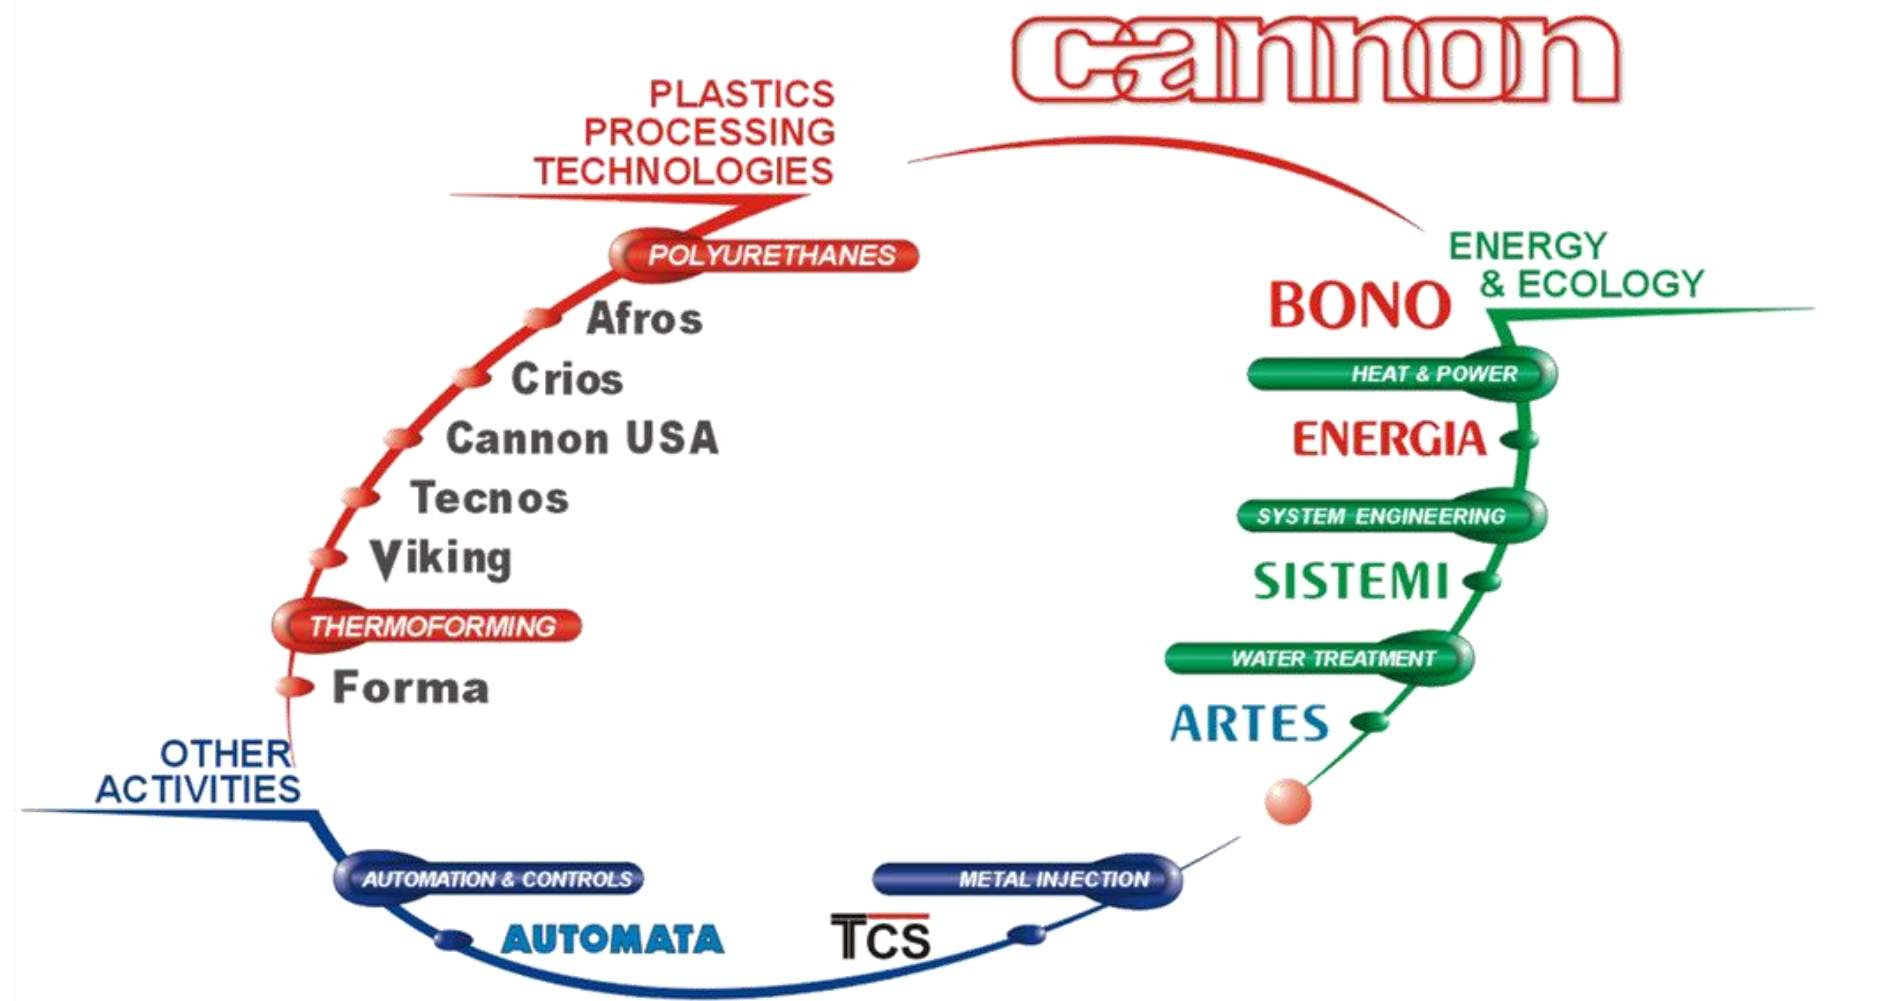 cannon
PLASTICS
PROCESSING
TECHNOLOGIES
POLYURETHANES
Afros
Crios
Cannon USA
Tecnos
Viking
THERMOFORMING
Forma
ENERGY
& ECOLOGY
BONO
HEAT & POWER
ENERGIA
SYSTEM ENGINEERING
SISTEMI
WATER TREATMENT
ARTES
OTHER
ACTIVITIES
AUTOMATION & CONTROLS
AUTOMATA
METAL INJECTION
TCS